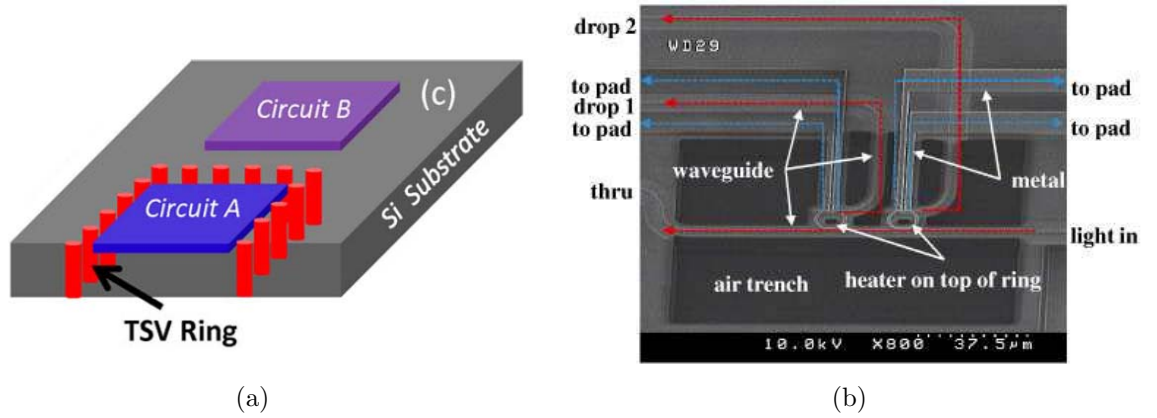 Circuit B
(c)
Circuit A
Si Substrate
TSV Ring
(a)
drop 2
WD29
to pad
to pad
drop 1
to pad
to pad
waveguide
metal
thru
light in
air trench
heater on top of ring
10.0kV X800 37.5μm
(b)